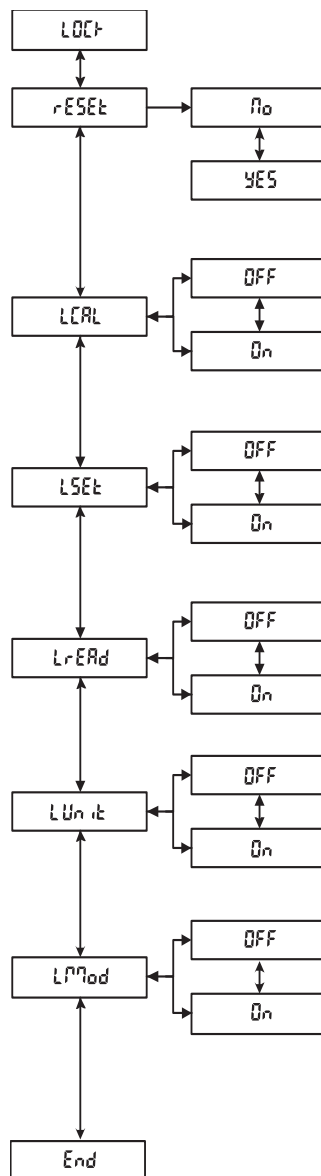 LOCk
rESEt
No
YES
LCAL
OFF
On
LSEt
OFF
On
LrEAd
OFF
On
LUnit
OFF
On
LMMod
OFF
On
End